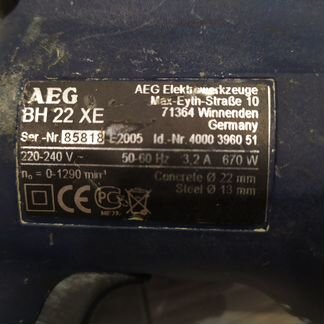 AEG
BH 22 XE
AEG Elektrowerkzeuge
Max-Eyth-Straße 10
71364 Winnenden
Germany
Ser.-Nr. 85818 E2005 Id.-Nr. 4000 3960 51
220-240 V ~ 50-60 Hz 3,2 A 670 W
n₀ = 0-1290 min⁻¹
CE
Concrete Ø 22 mm
Steel Ø 13 mm